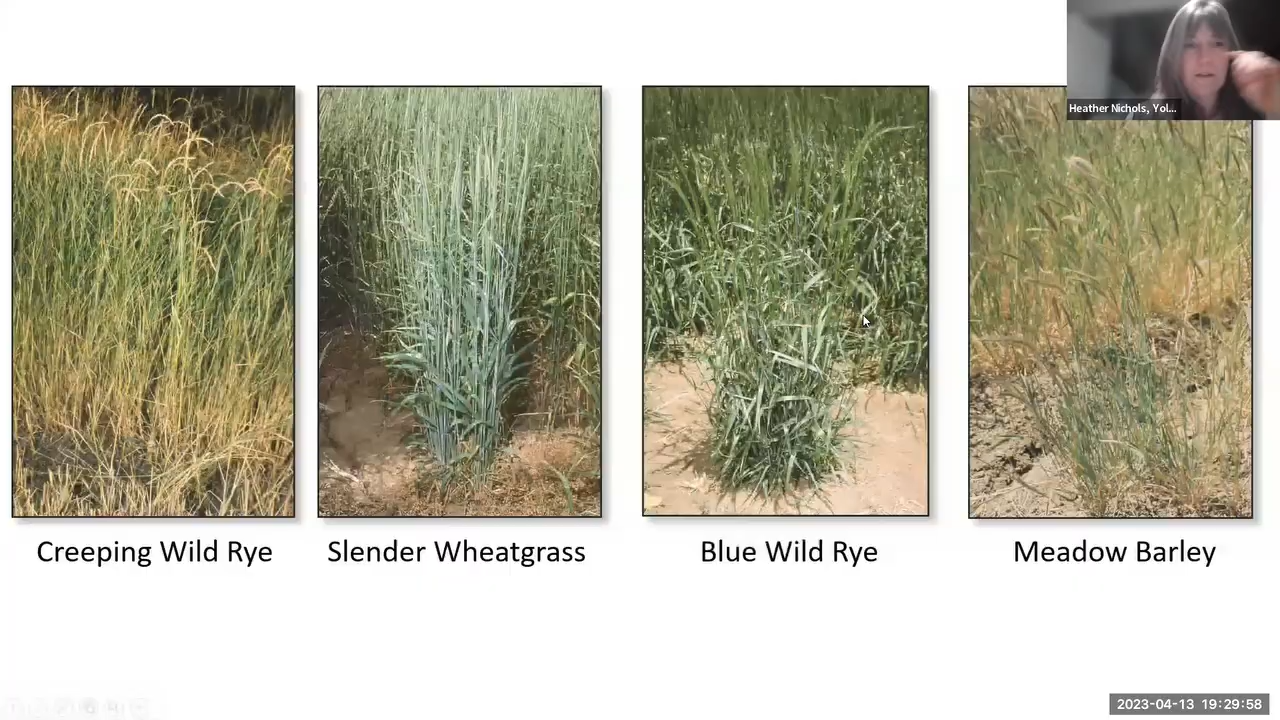 Heather Nichols, Yol...
Creeping Wild Rye
Slender Wheatgrass
Blue Wild Rye
Meadow Barley
2023-04-13 19:29:58